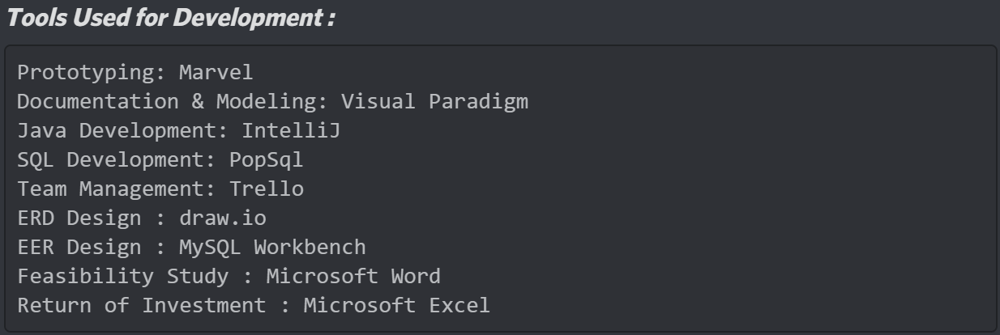 Tools Used for Development :
Prototyping: Marvel
Documentation & Modeling: Visual Paradigm
Java Development: IntelliJ
SQL Development: PopSql
Team Management: Trello
ERD Design : draw.io
EER Design : MySQL Workbench
Feasibility Study : Microsoft Word
Return of Investment : Microsoft Excel